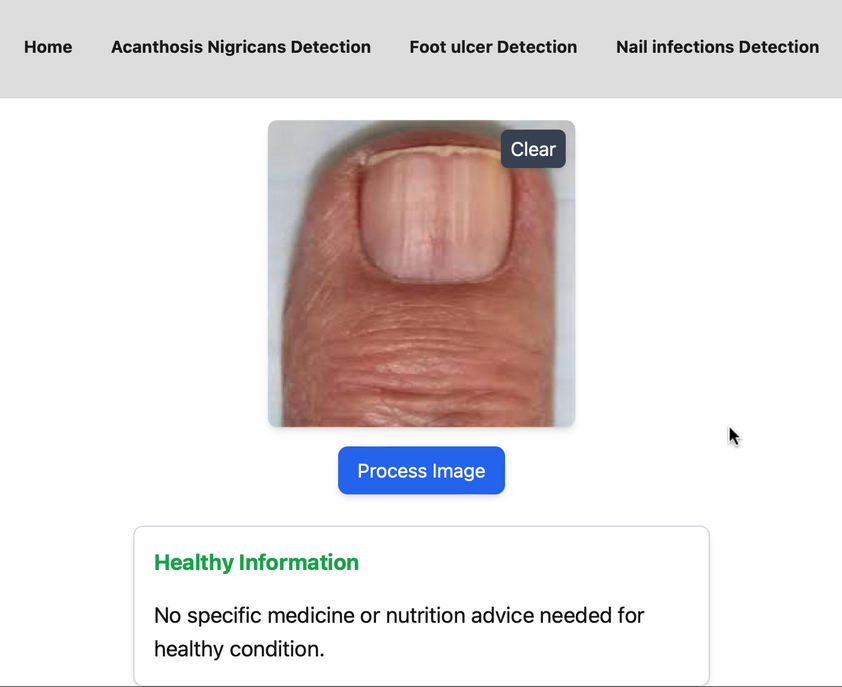 Home Acanthosis Nigricans Detection Foot ulcer Detection Nail infections Detection
Clear
Process Image
Healthy Information
No specific medicine or nutrition advice needed for
healthy condition.